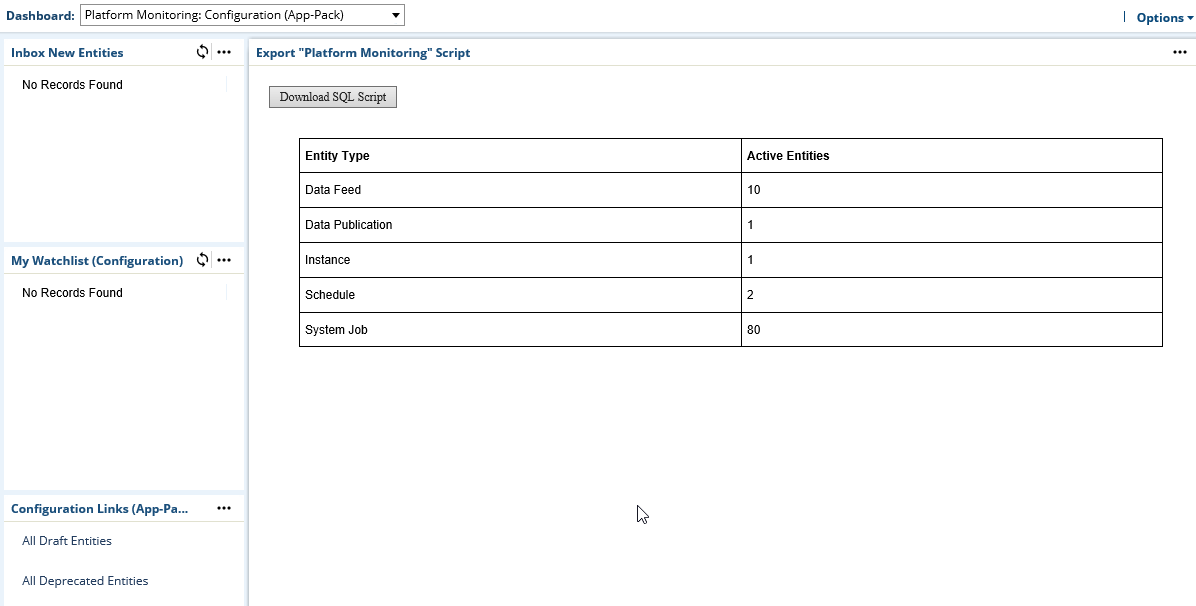 Dashboard: Platform Monitoring: Configuration (App-Pack) Options
Inbox New Entities
No Records Found
My Watchlist (Configuration)
No Records Found
Configuration Links (App-Pa...
All Draft Entities
All Deprecated Entities
Export "Platform Monitoring" Script
Download SQL Script
Entity Type Active Entities
Data Feed 10
Data Publication 1
Instance 1
Schedule 2
System Job 80